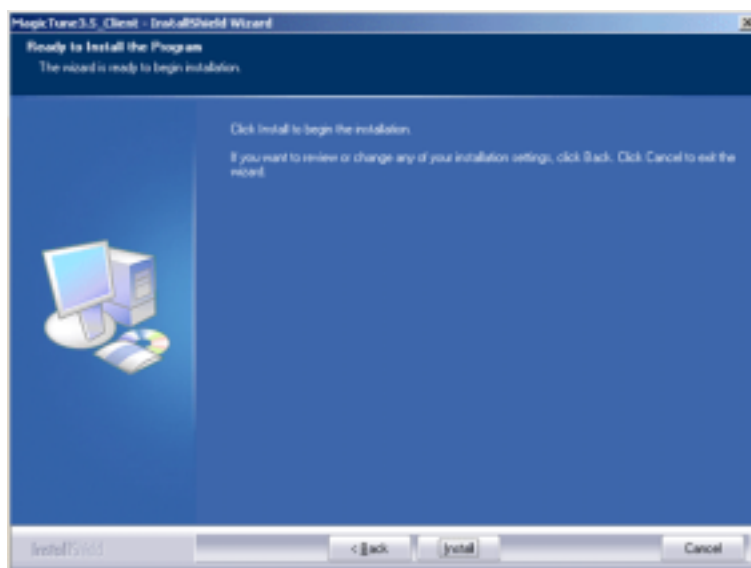 MagicTune3.5_Client - InstallShield Wizard
Ready to Install the Program
The wizard is ready to begin installation.
Click Install to begin the installation.
If you want to review or change any of your installation settings, click Back. Click Cancel to exit the
wizard.
InstallShield
< Back
Install
Cancel